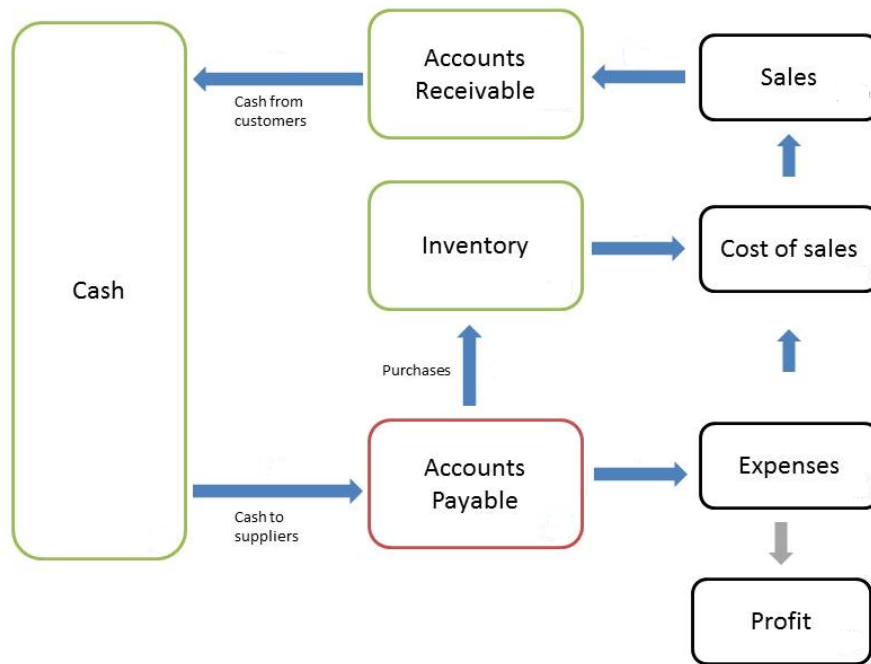 Accounts
Receivable
Sales
Cash from
customers
Inventory
Cost of sales
Cash
Purchases
Accounts
Payable
Expenses
Cash to
suppliers
Profit